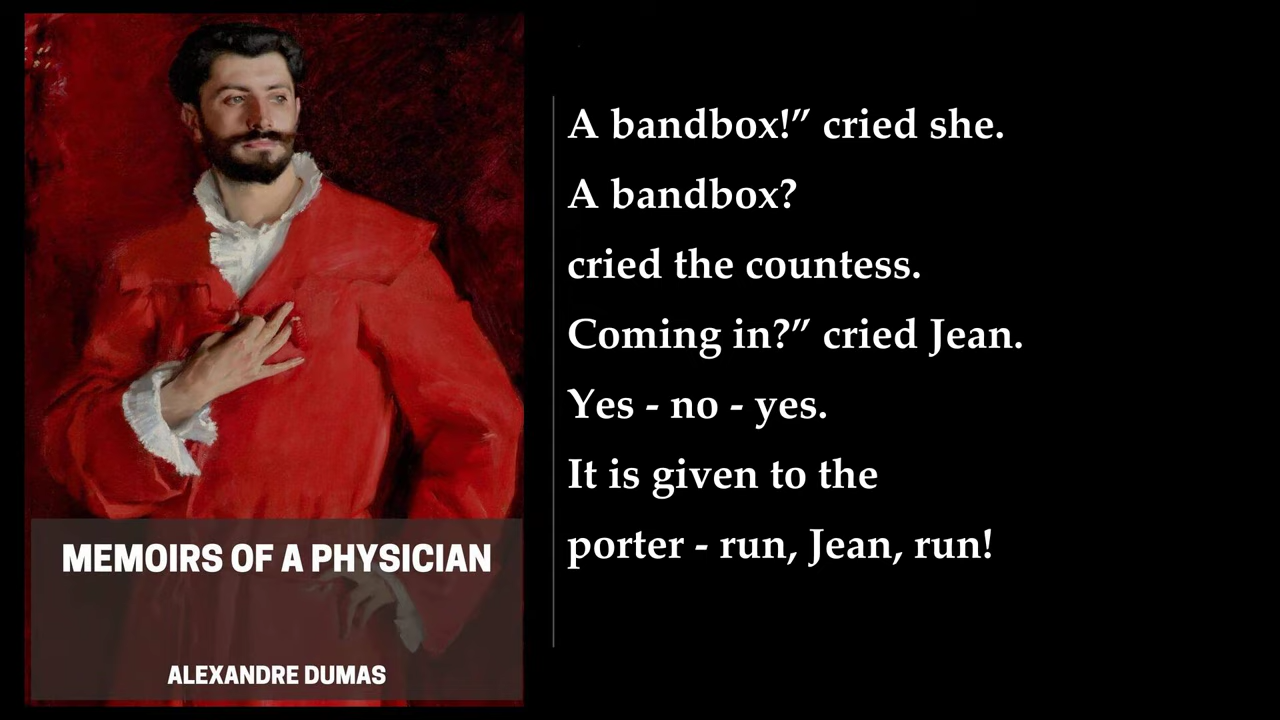 MEMOIRS OF A PHYSICIAN
ALEXANDRE DUMAS
A bandbox!” cried she.
A bandbox?
cried the countess.
Coming in?” cried Jean.
Yes - no - yes.
It is given to the
porter - run, Jean, run!